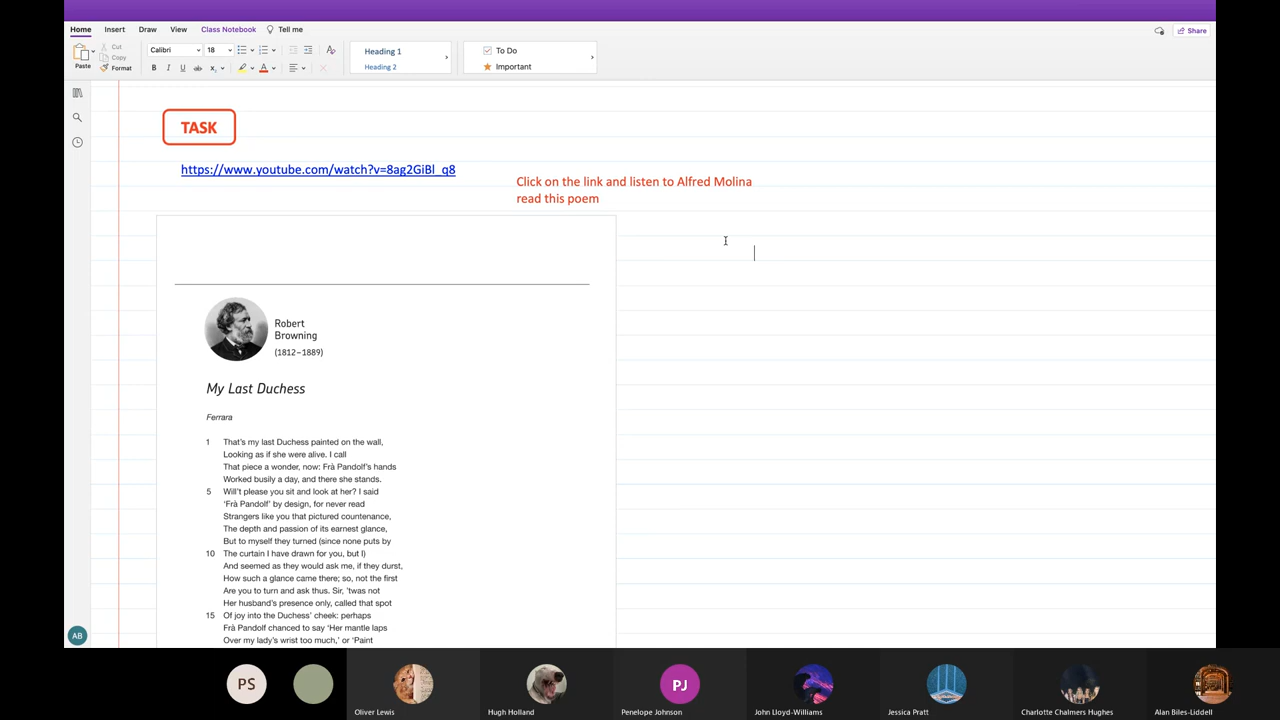 Home Insert Draw View Class Notebook Tell me Share
Paste Cut Copy Format Calibri 18 Heading 1 Heading 2 To Do Important
TASK
https://www.youtube.com/watch?v=8ag2GiBl_q8
Click on the link and listen to Alfred Molina
read this poem
Robert
Browning
(1812–1889)
My Last Duchess
Ferrara
1 That's my last Duchess painted on the wall,
Looking as if she were alive. I call
That piece a wonder, now: Frà Pandolf's hands
Worked busily a day, and there she stands.
5 Will't please you sit and look at her? I said
'Frà Pandolf' by design, for never read
Strangers like you that pictured countenance,
The depth and passion of its earnest glance,
But to myself they turned (since none puts by
10 The curtain I have drawn for you, but I)
And seemed as they would ask me, if they durst,
How such a glance came there; so, not the first
Are you to turn and ask thus. Sir, 'twas not
Her husband's presence only, called that spot
15 Of joy into the Duchess' cheek: perhaps
Frà Pandolf chanced to say 'Her mantle laps
Over my lady's wrist too much,' or 'Paint
AB
PS PJ
Oliver Lewis Hugh Holland Penelope Johnson John Lloyd-Williams Jessica Pratt Charlotte Chalmers Hughes Alan Biles-Liddell